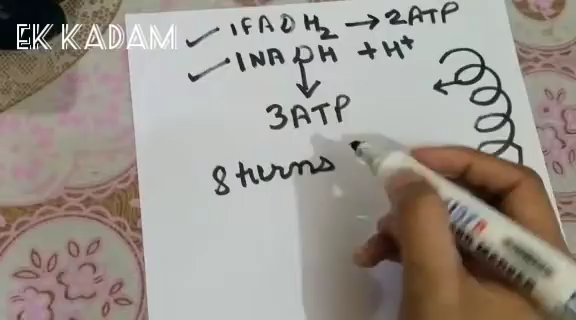 EK KADAM
✓ 1FADH₂ → 2ATP
✓ 1NADH + H⁺
↓
3ATP
8 turns